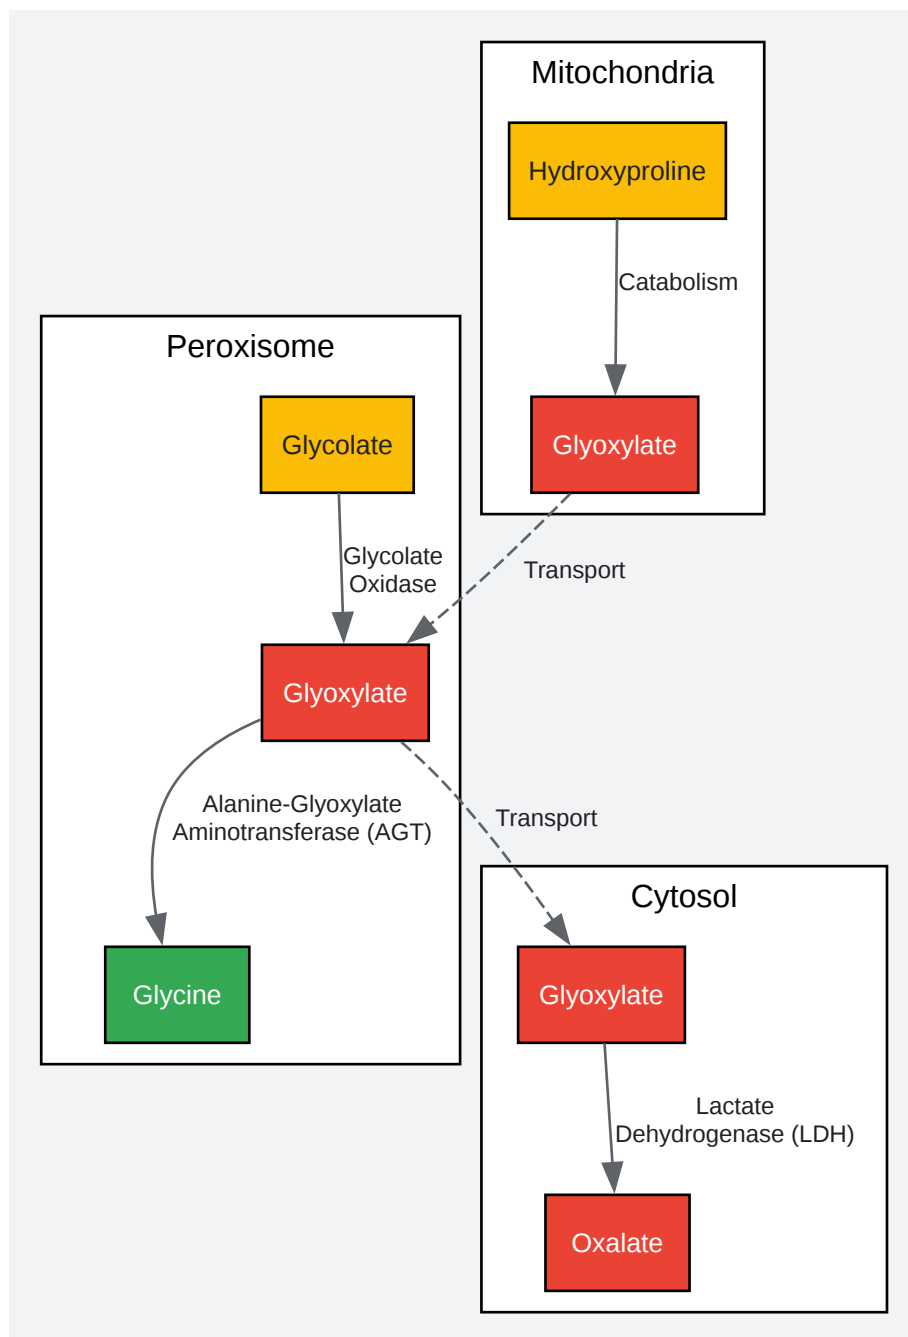 Mitochondria
Hydroxyproline
Catabolism
Glyoxylate
Transport
Peroxisome
Glycolate
Glycolate
Oxidase
Glyoxylate
Alanine-Glyoxylate
Aminotransferase (AGT)
Glycine
Transport
Cytosol
Glyoxylate
Lactate
Dehydrogenase (LDH)
Oxalate